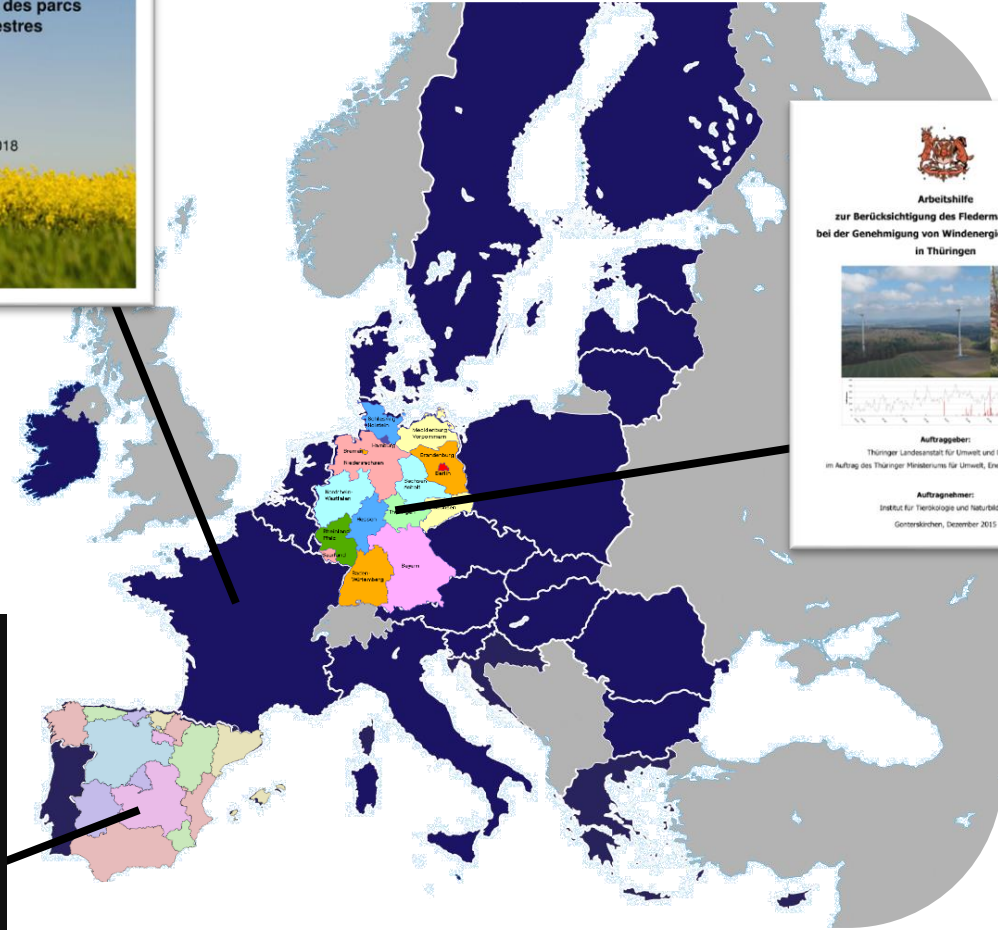 des parcs
estres
018
Arbeitshilfe
zur Berücksichtigung des Flederm
bei der Genehmigung von Windenergie
in Thüringen
Auftraggeber:
Thüringer Landesanstalt für Umwelt und
im Auftrag des Thüringer Ministeriums für Umwelt, Ene
Auftragnehmer:
Institut für Tierökologie und Naturbild
Gonterskirchen, Dezember 2015
Schleswig-
Holstein
Mecklenburg-
Vorpommern
Hamburg
Bremen
Niedersachsen
Brandenburg
Berlin
Sachsen-
Anhalt
Nordrhein-
Westfalen
Hessen
Rheinland-
Pfalz
Saarland
Baden-
Württemberg
Bayern